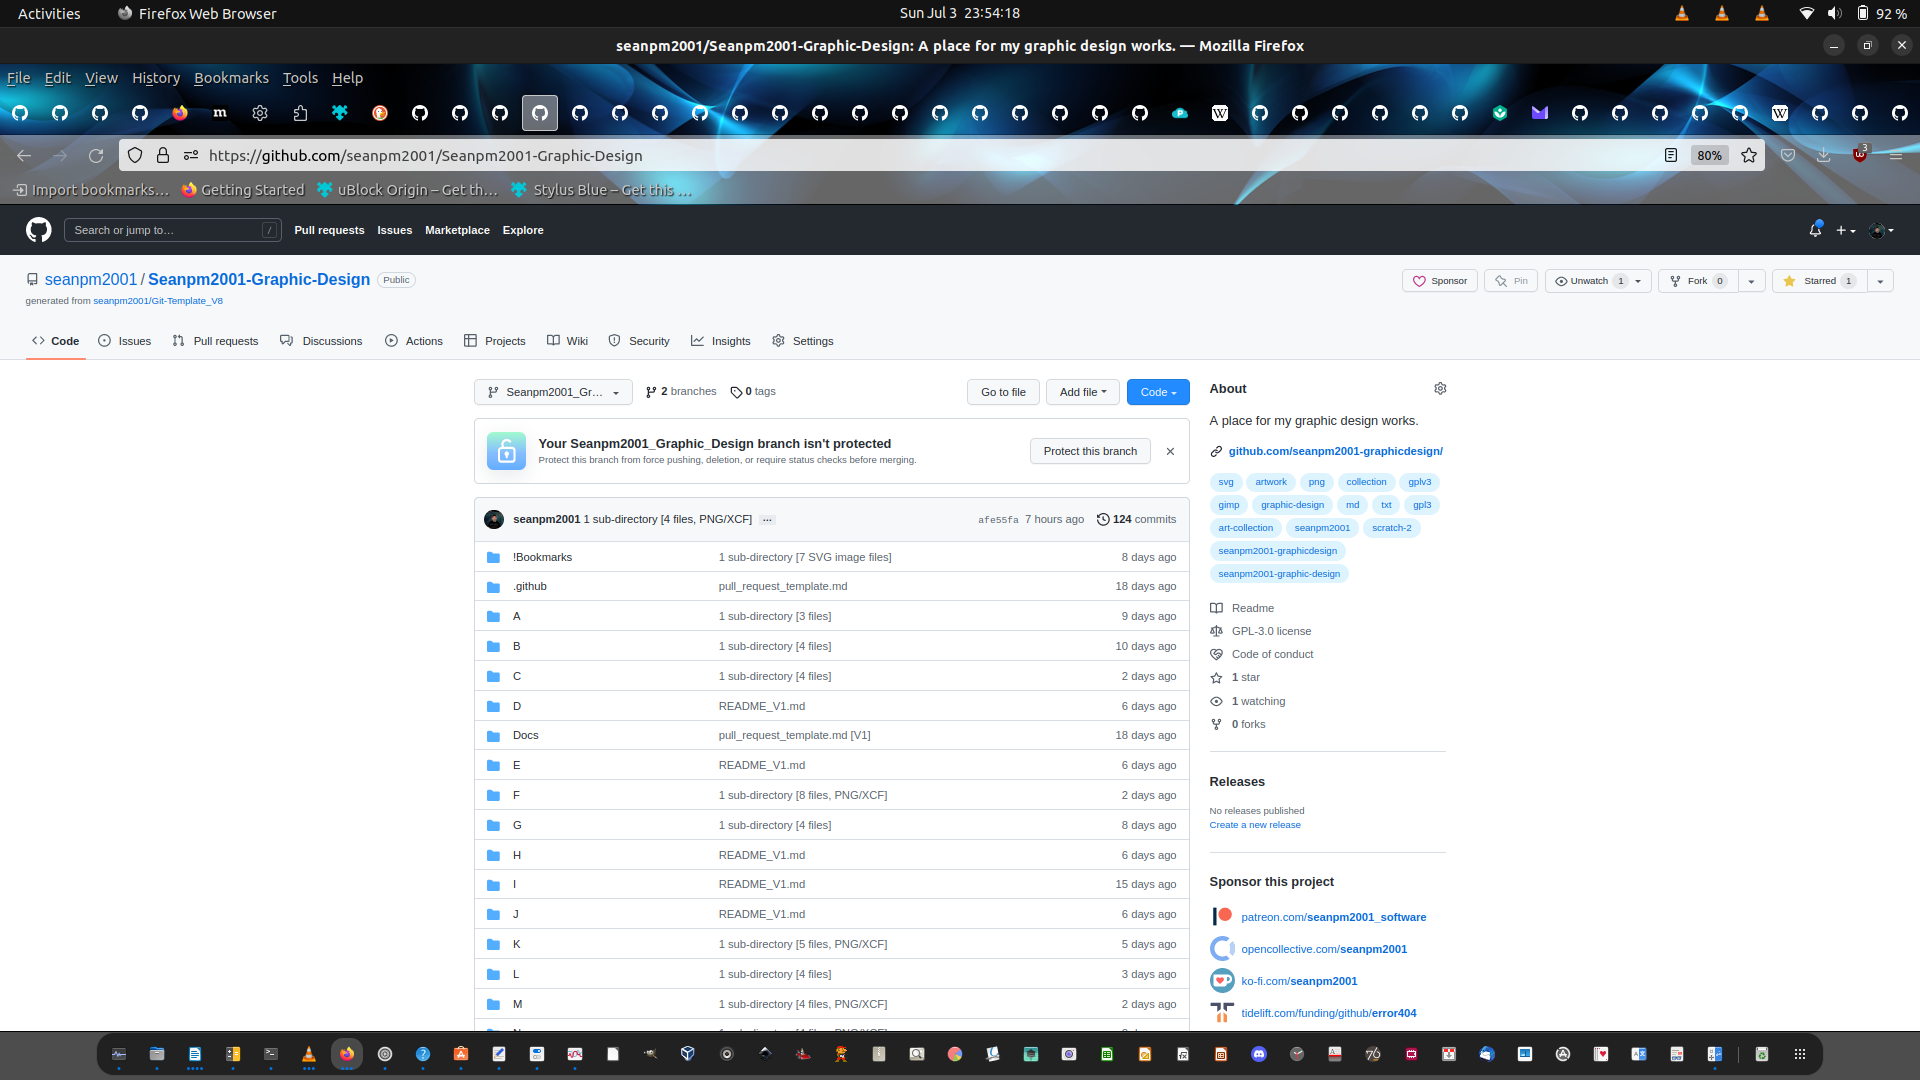 Activities Firefox Web Browser Sun Jul 3 23:54:18 92 %
seanpm2001/Seanpm2001-Graphic-Design: A place for my graphic design works. — Mozilla Firefox
File Edit View History Bookmarks Tools Help
https://github.com/seanpm2001/Seanpm2001-Graphic-Design 80% 3
Import bookmarks… Getting Started uBlock Origin – Get th… Stylus Blue – Get this …
Search or jump to… / Pull requests Issues Marketplace Explore
seanpm2001 / Seanpm2001-Graphic-Design Public Sponsor Pin Unwatch 1 Fork 0 Starred 1
generated from seanpm2001/Git-Template_V8
Code Issues Pull requests Discussions Actions Projects Wiki Security Insights Settings
Seanpm2001_Gr… 2 branches 0 tags Go to file Add file Code
Your Seanpm2001_Graphic_Design branch isn't protected
Protect this branch from force pushing, deletion, or require status checks before merging.
Protect this branch
seanpm2001 1 sub-directory [4 files, PNG/XCF] … afe55fa 7 hours ago 124 commits
!Bookmarks 1 sub-directory [7 SVG image files] 8 days ago
.github pull_request_template.md 18 days ago
A 1 sub-directory [3 files] 9 days ago
B 1 sub-directory [4 files] 10 days ago
C 1 sub-directory [4 files] 2 days ago
D README_V1.md 6 days ago
Docs pull_request_template.md [V1] 18 days ago
E README_V1.md 6 days ago
F 1 sub-directory [8 files, PNG/XCF] 2 days ago
G 1 sub-directory [4 files] 8 days ago
H README_V1.md 6 days ago
I README_V1.md 15 days ago
J README_V1.md 6 days ago
K 1 sub-directory [5 files, PNG/XCF] 5 days ago
L 1 sub-directory [4 files] 3 days ago
M 1 sub-directory [4 files, PNG/XCF] 2 days ago
About
A place for my graphic design works.
github.com/seanpm2001-graphicdesign/
svg artwork png collection gplv3
gimp graphic-design md txt gpl3
art-collection seanpm2001 scratch-2
seanpm2001-graphicdesign
seanpm2001-graphic-design
Readme
GPL-3.0 license
Code of conduct
1 star
1 watching
0 forks
Releases
No releases published
Create a new release
Sponsor this project
patreon.com/seanpm2001_software
opencollective.com/seanpm2001
ko-fi.com/seanpm2001
tidelift.com/funding/github/error404